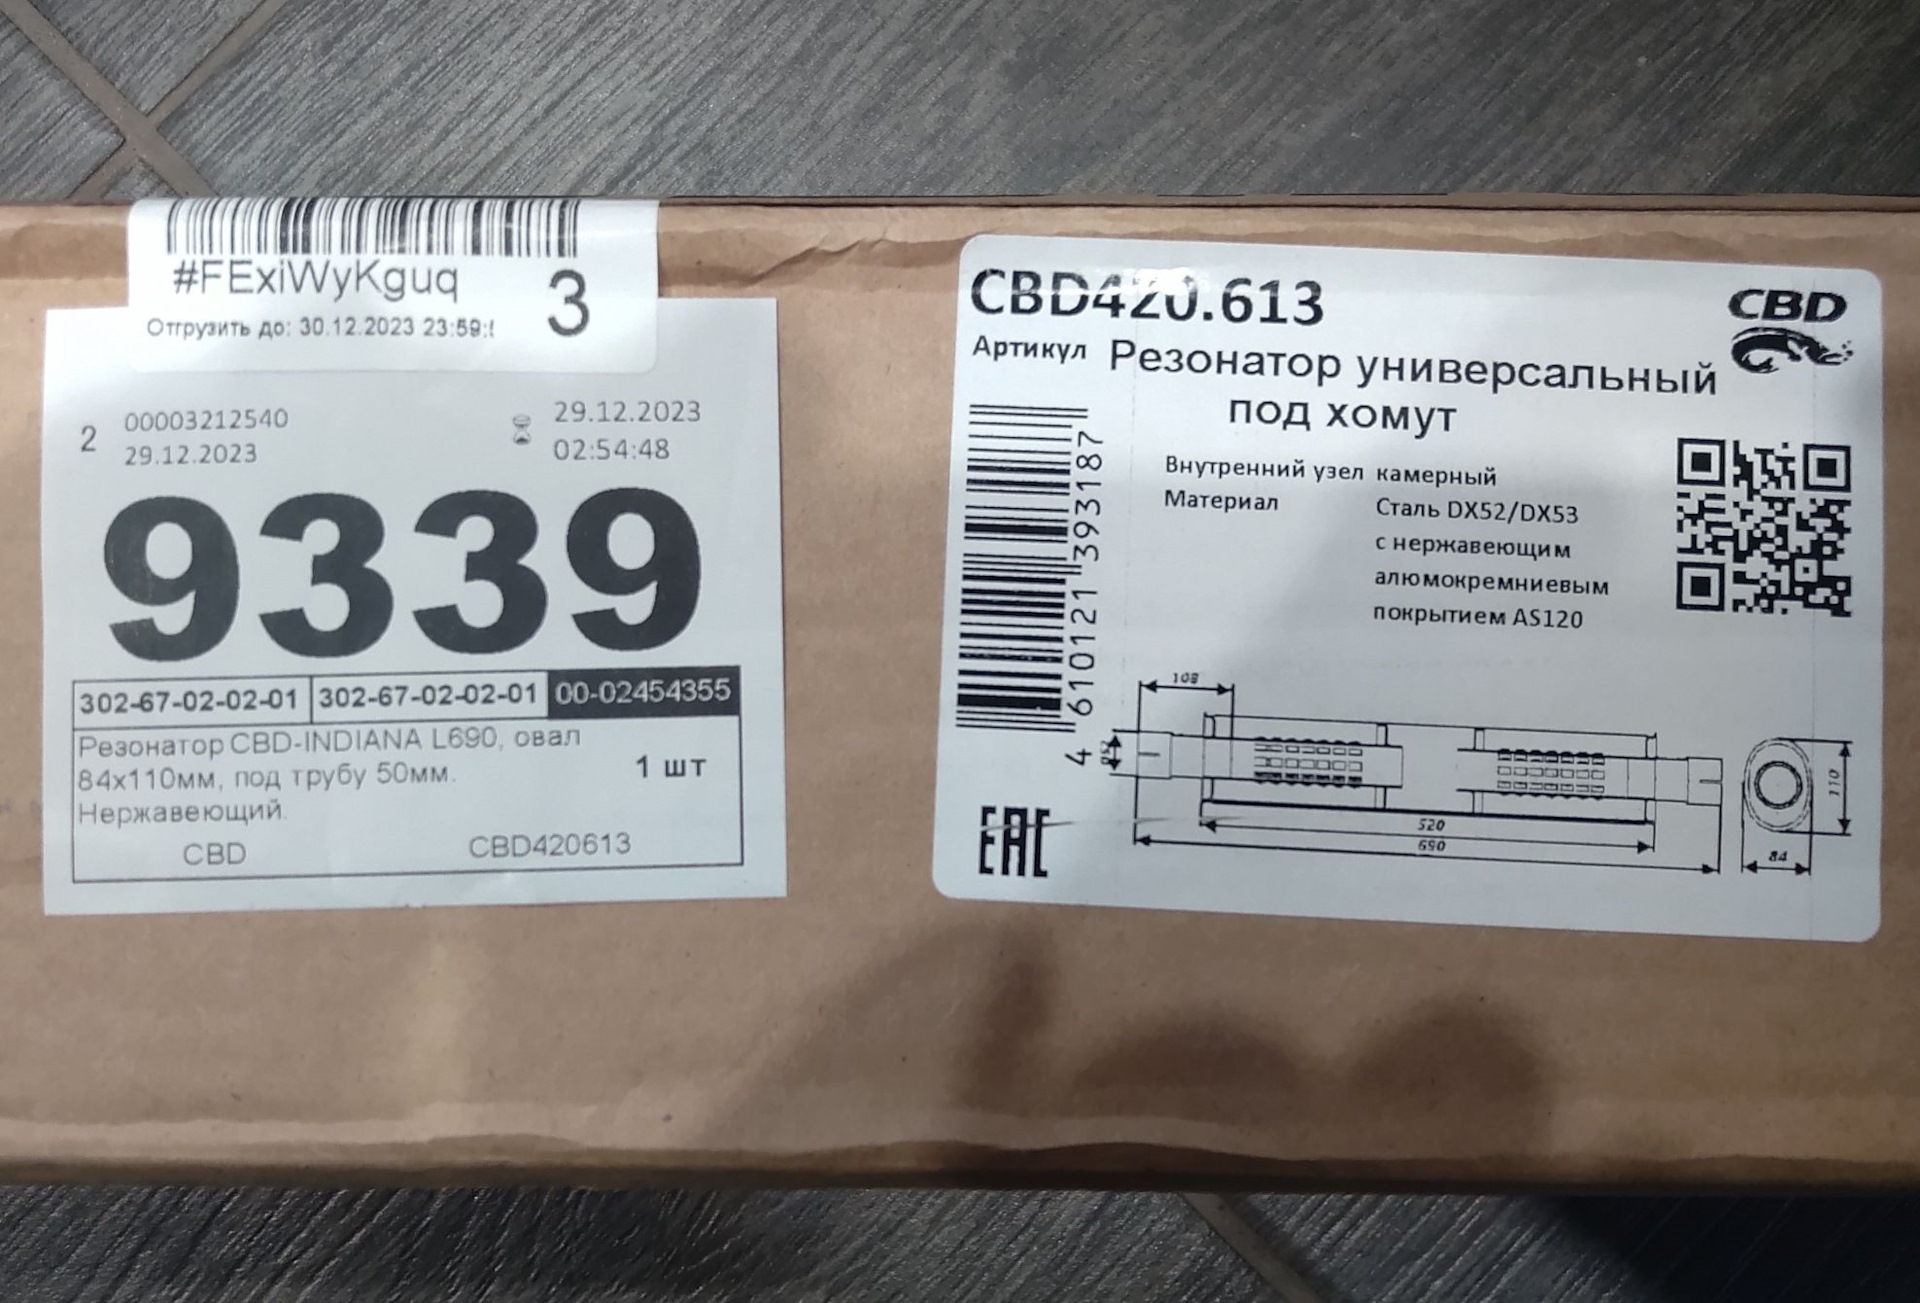 #FExiWyKguq 3
Отгрузить до: 30.12.2023 23:59:
2 00003212540 29.12.2023
29.12.2023 02:54:48
9339
302-67-02-02-01 302-67-02-02-01 00-02454355
Резонатор CBD-INDIANA L690, овал
84х110мм, под трубу 50мм. 1 шт
Нержавеющий.
CBD CBD420613
CBD420.613
CBD
Артикул Резонатор универсальный
под хомут
Внутренний узел камерный
Материал Сталь DX52/DX53
с нержавеющим
алюмокремниевым
покрытием AS120
4 610121 393187
EAC
108
520
690
110
84